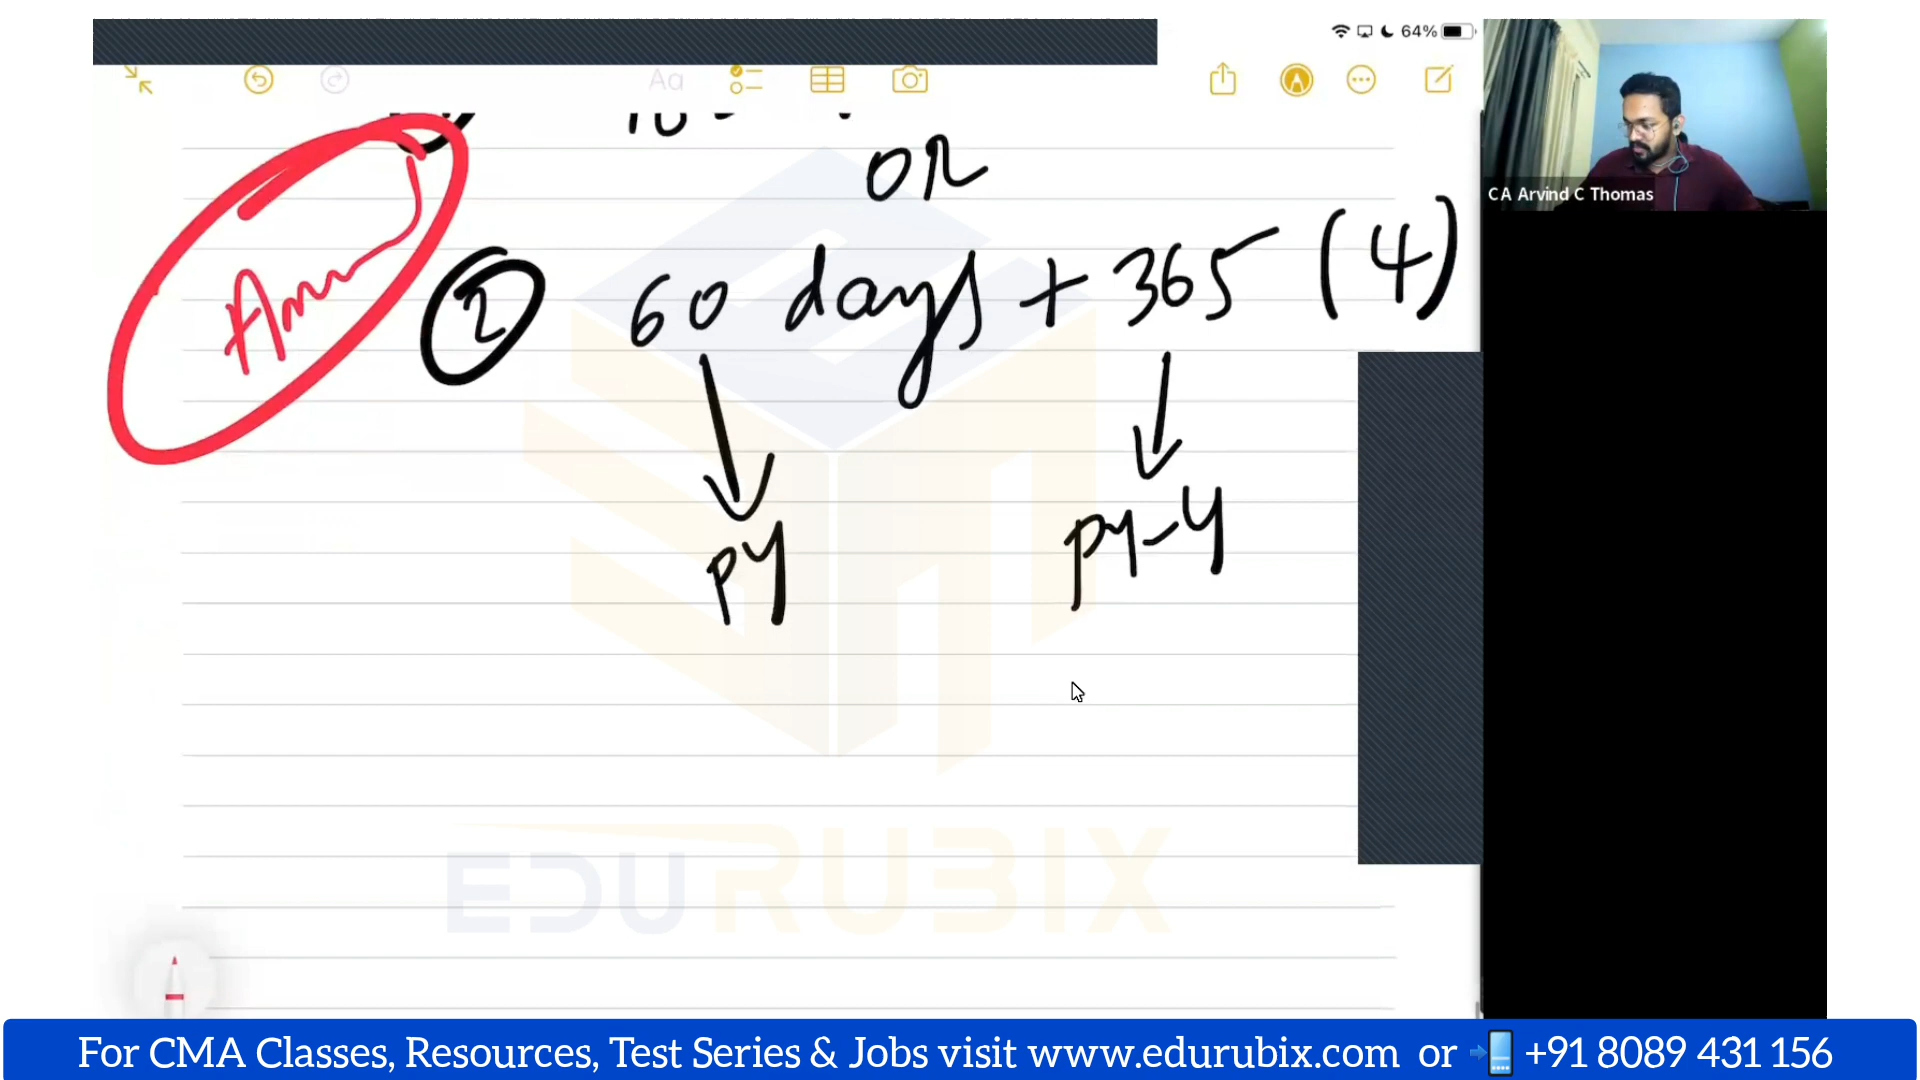 64%
Aa
OR
② 60 days + 365 (4)
PY
PY-4
CA Arvind C Thomas
EDURUBIX
For CMA Classes, Resources, Test Series & Jobs visit www.edurubix.com or +91 8089 431 156